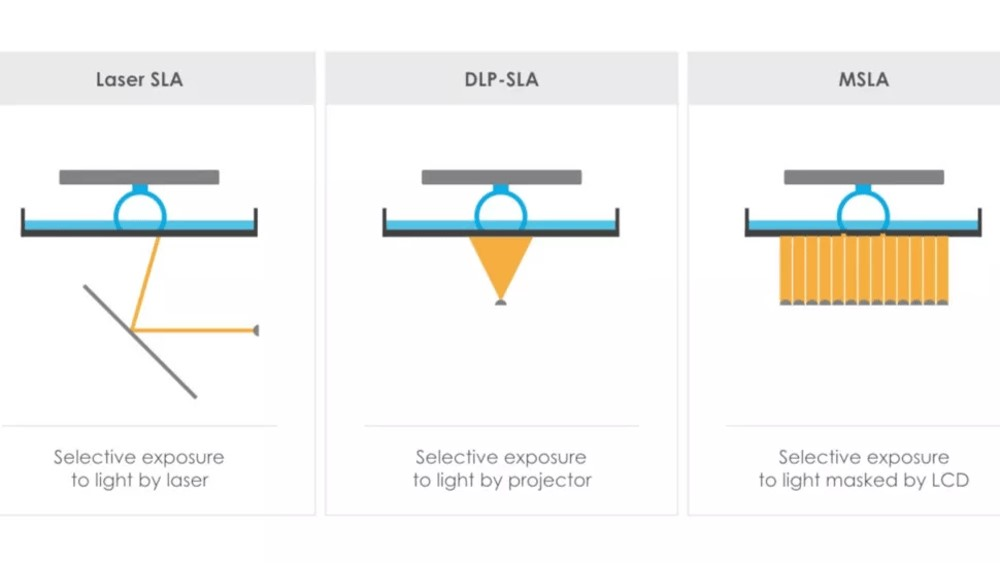 Laser SLA
DLP-SLA
MSLA
Selective exposure
to light by laser
Selective exposure
to light by projector
Selective exposure
to light masked by LCD